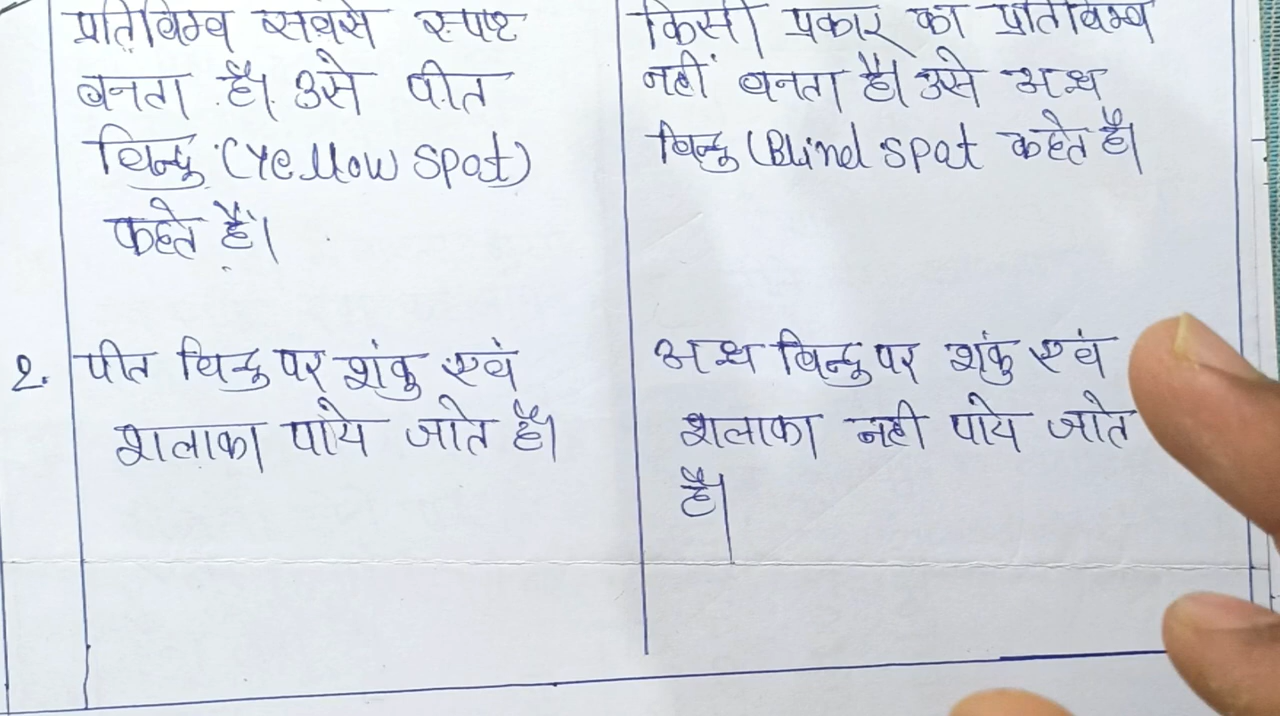 प्रतिविम्व सबसे स्पष्ट
बनता है। उसे पीत
विन्दु (Yellow spot)
कहते हैं।
किसी प्रकार का प्रतिविम्व
नहीं बनता है। उसे अन्ध
विन्दु (Blind spot कहते है।
2. पीत विन्दु पर शंकु एवं
शलाका पाये जाते है।
अन्ध विन्दु पर शंकु एवं
शलाका नही पाये जाते
है।